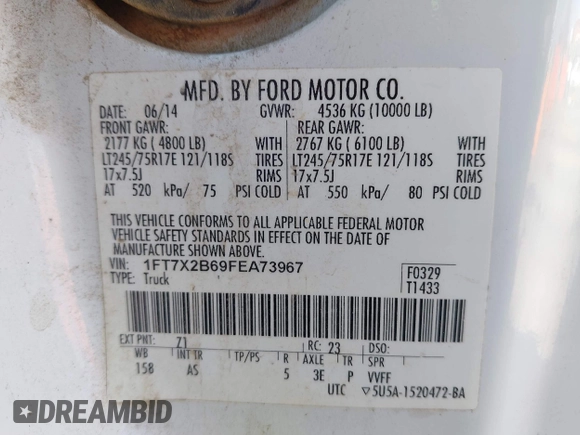 MFD. BY FORD MOTOR CO.
DATE: 06/14 GVWR: 4536 KG (10000 LB)
FRONT GAWR: REAR GAWR:
2177 KG ( 4800 LB) WITH 2767 KG ( 6100 LB) WITH
LT245/75R17E 121/118S TIRES LT245/75R17E 121/118S TIRES
17x7.5J RIMS 17x7.5J RIMS
AT 520 kPa/ 75 PSI COLD AT 550 kPa/ 80 PSI COLD
THIS VEHICLE CONFORMS TO ALL APPLICABLE FEDERAL MOTOR
VEHICLE SAFETY STANDARDS IN EFFECT ON THE DATE OF
MANUFACTURE SHOWN ABOVE.
VIN: 1FT7X2B69FEA73967 F0329
TYPE: Truck T1433
EXT PNT: Z1 RC: 23 DSO:
WB INT TR TP/PS R AXLE TR SPR
158 AS 5 3E P VVFF
UTC ▽5U5A-1520472-BA
DREAMBID